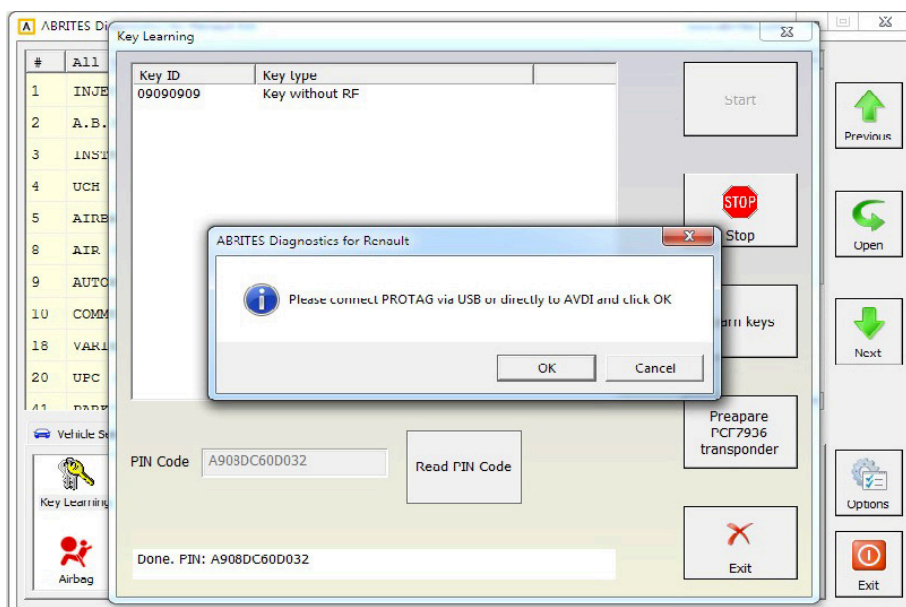 ABRITES Di
Key Learning
# All
1 INJE
2 A.B.
3 INST
4 UCH
5 AIRB
8 AIR
9 AUTO
10 COMM
18 VARI
20 UPC
41 PARK
Key ID Key type
09090909 Key without RF
Start
STOP
Stop
arn keys
Preapare
PCF7936
transponder
Exit
ABRITES Diagnostics for Renault
Please connect PROTAG via USB or directly to AVDI and click OK
OK
Cancel
PIN Code A908DC60D032
Read PIN Code
Done. PIN: A908DC60D032
Vehicle Se
Key Learning
Airbag
Previous
Open
Next
Options
Exit